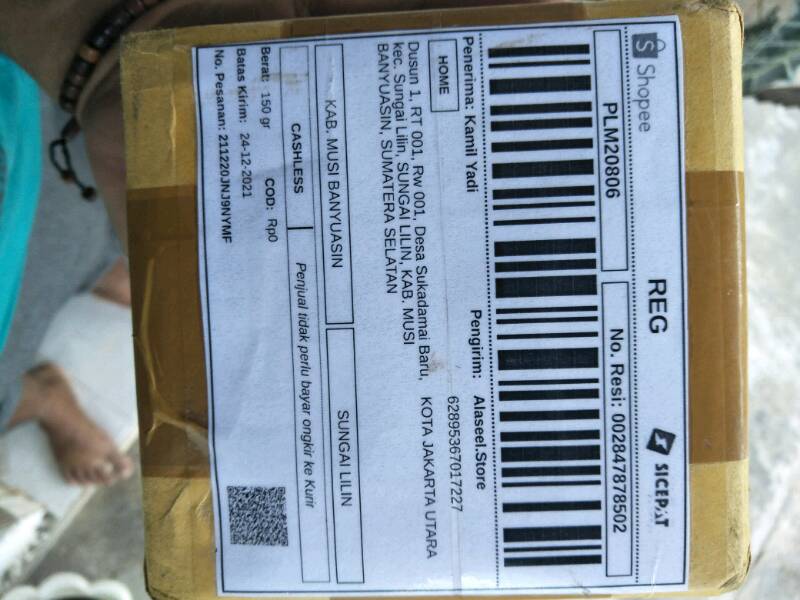 Shopee
REG
SICEPAT
PLM20806
No. Resi: 002847878502
Penerima: Kamil Yadi
Pengirim: Alaseel.Store
HOME
62895367017227
Dusun 1, RT 001, Rw 001, Desa Sukadamai Baru,
kec. Sungai Lilin, SUNGAI LILIN, KAB. MUSI
BANYUASIN, SUMATERA SELATAN
KOTA JAKARTA UTARA
KAB. MUSI BANYUASIN
SUNGAI LILIN
CASHLESS
Penjual tidak perlu bayar ongkir ke Kurir
Berat: 150 gr
COD: Rp0
Batas Kirim: 24-12-2021
No. Pesanan: 211220JNJ9NYMF